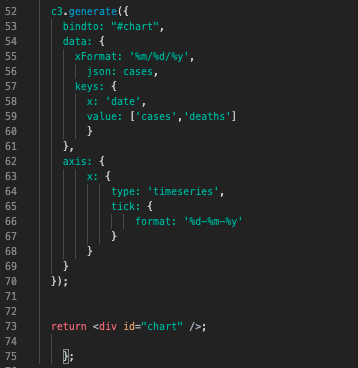 52 c3.generate({
53 bindto: "#chart",
54 data: {
55 xFormat: '%m/%d/%y',
56 json: cases,
57 keys: {
58 x: 'date',
59 value: ['cases','deaths']
60 }
61 },
62 axis: {
63 x: {
64 type: 'timeseries',
65 tick: {
66 format: '%d-%m-%y'
67 }
68 }
69 }
70 });
71
72
73 return <div id="chart" />;
74
75 };